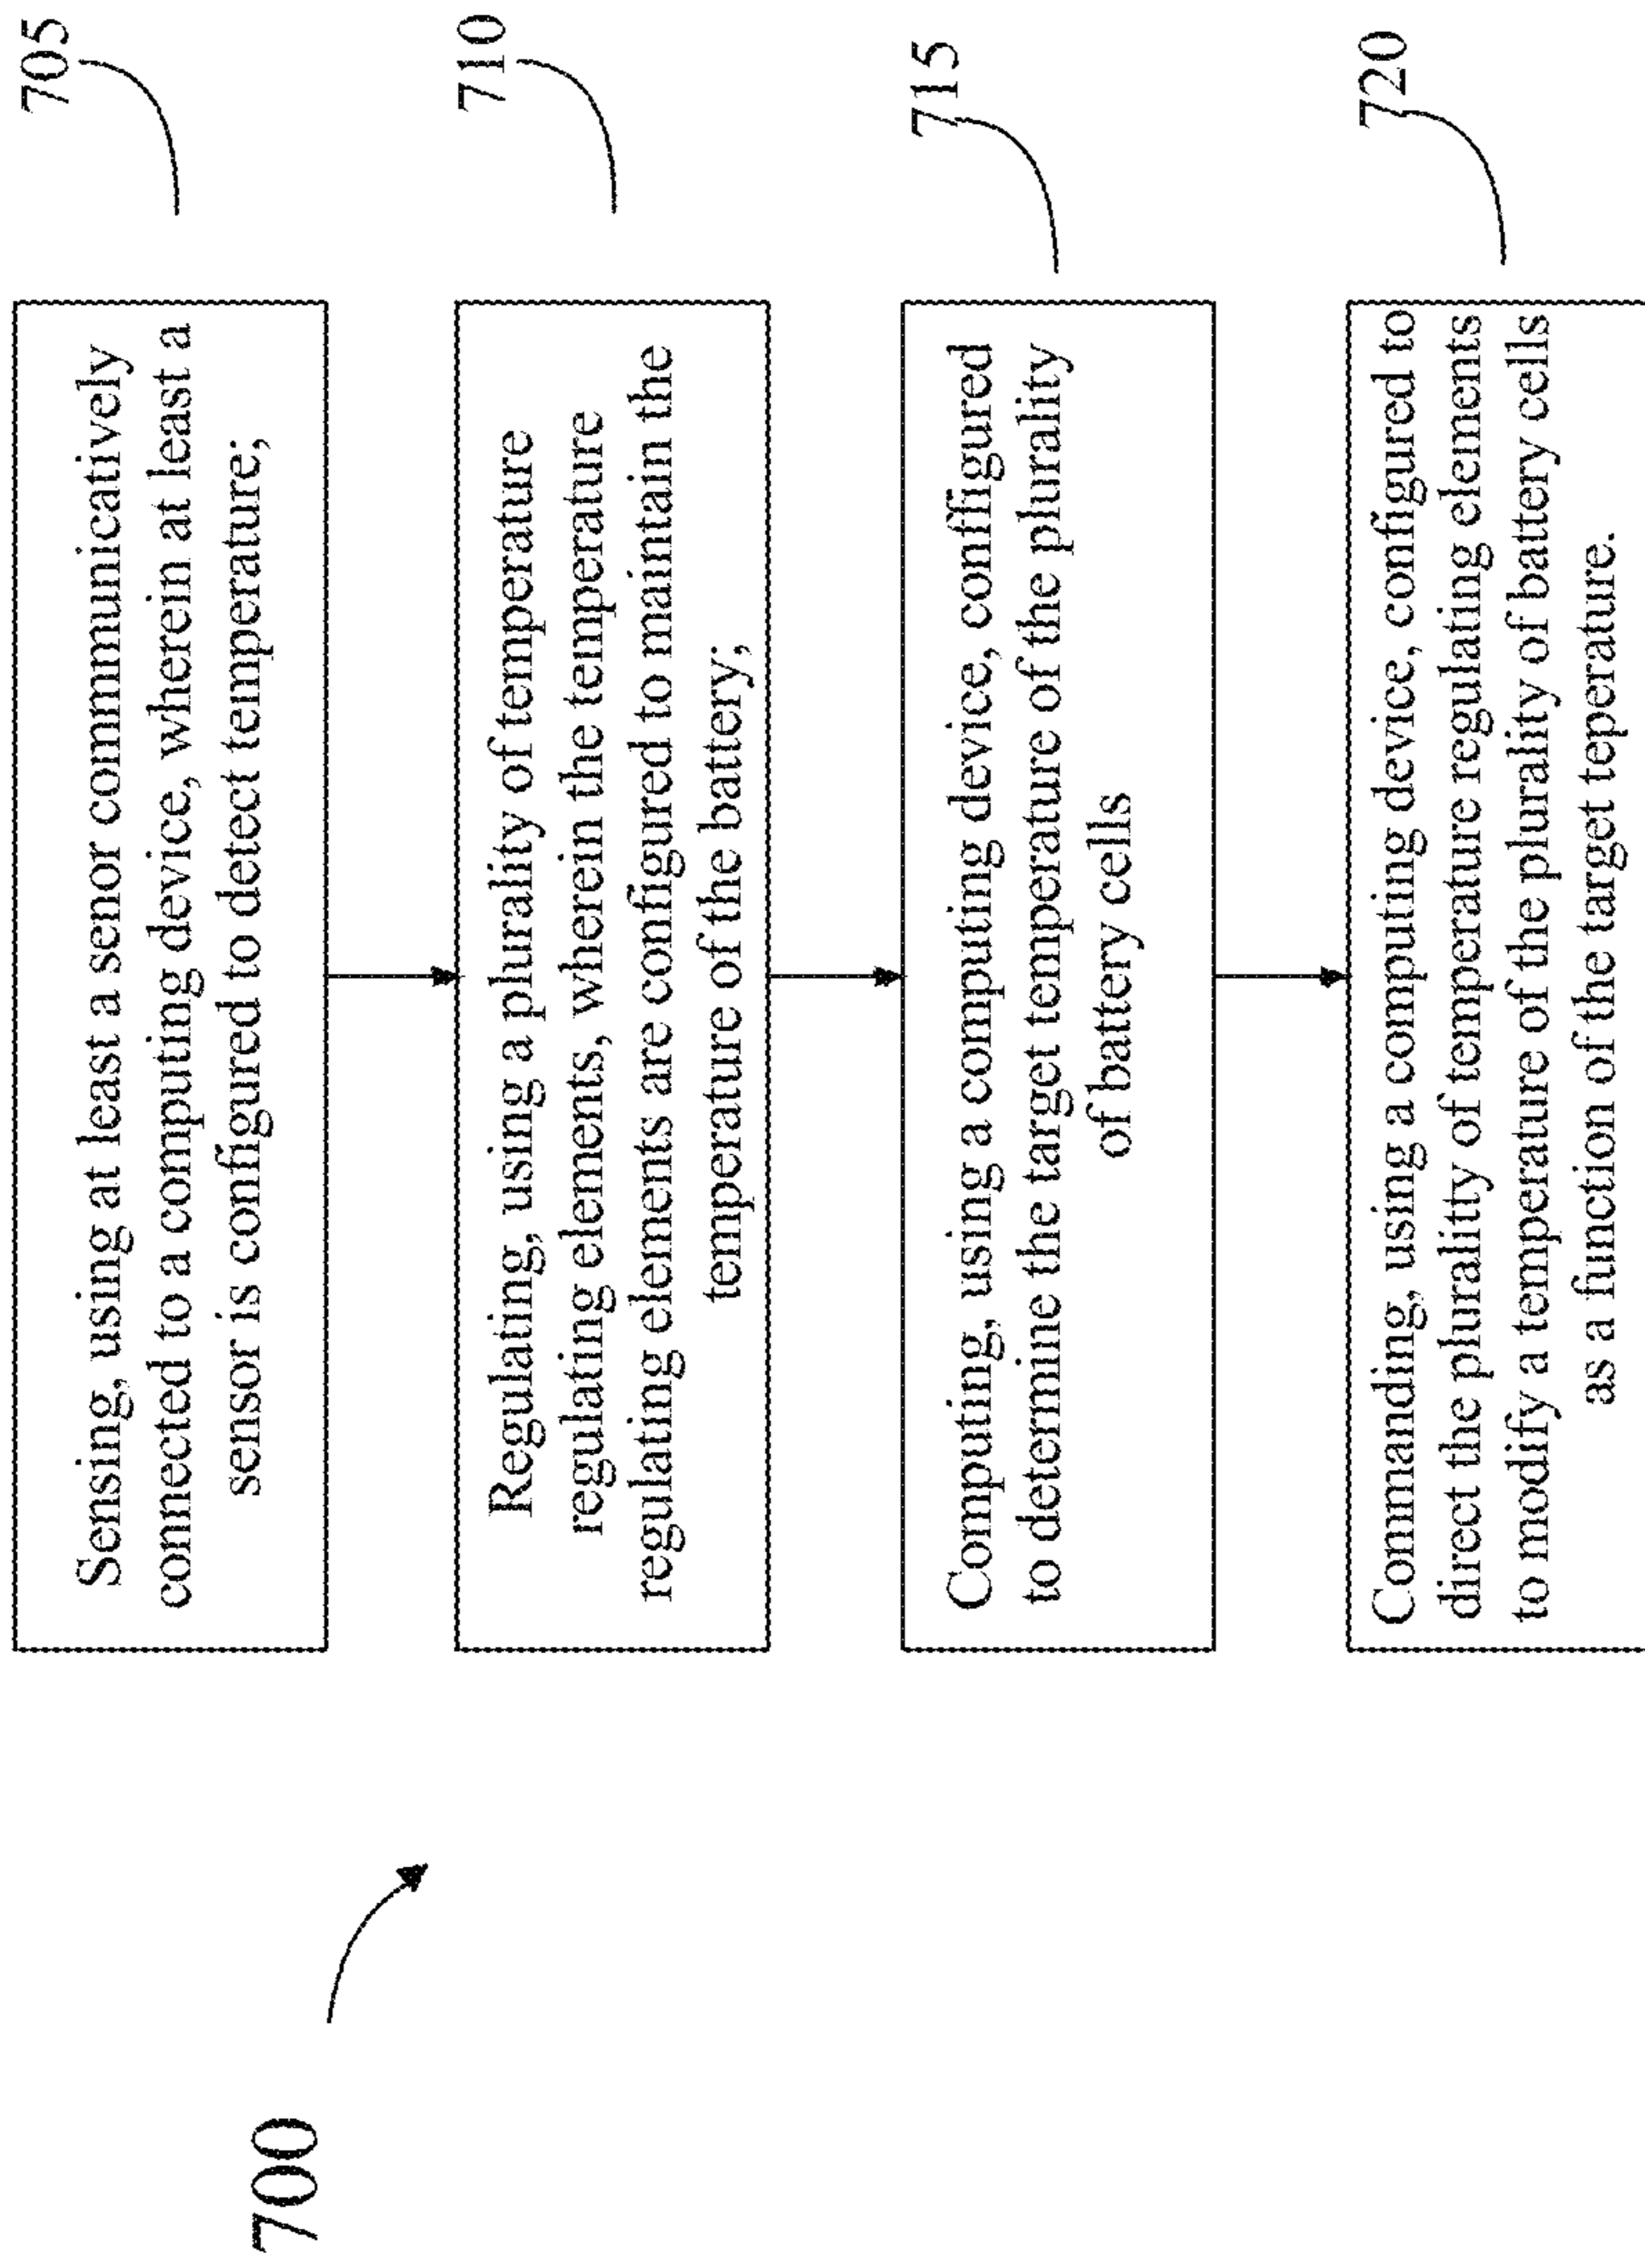 700
Sensing, using at least a senor communicatively
connected to a computing device, wherein at least a
sensor is configured to detect temperature;
705
Regulating, using a plurality of temperature
regulating elements, wherein the temperature
regulating elements are configured to maintain the
temperature of the battery;
710
Computing, using a computing device, conffigured
to determine the target temperature of the plurality
of battery cells
715
Commanding, using a computing device, configured to
direct the plurality of temperature regulating elements
to modify a temperature of the plurality of battery cells
as a function of the target teperature.
720